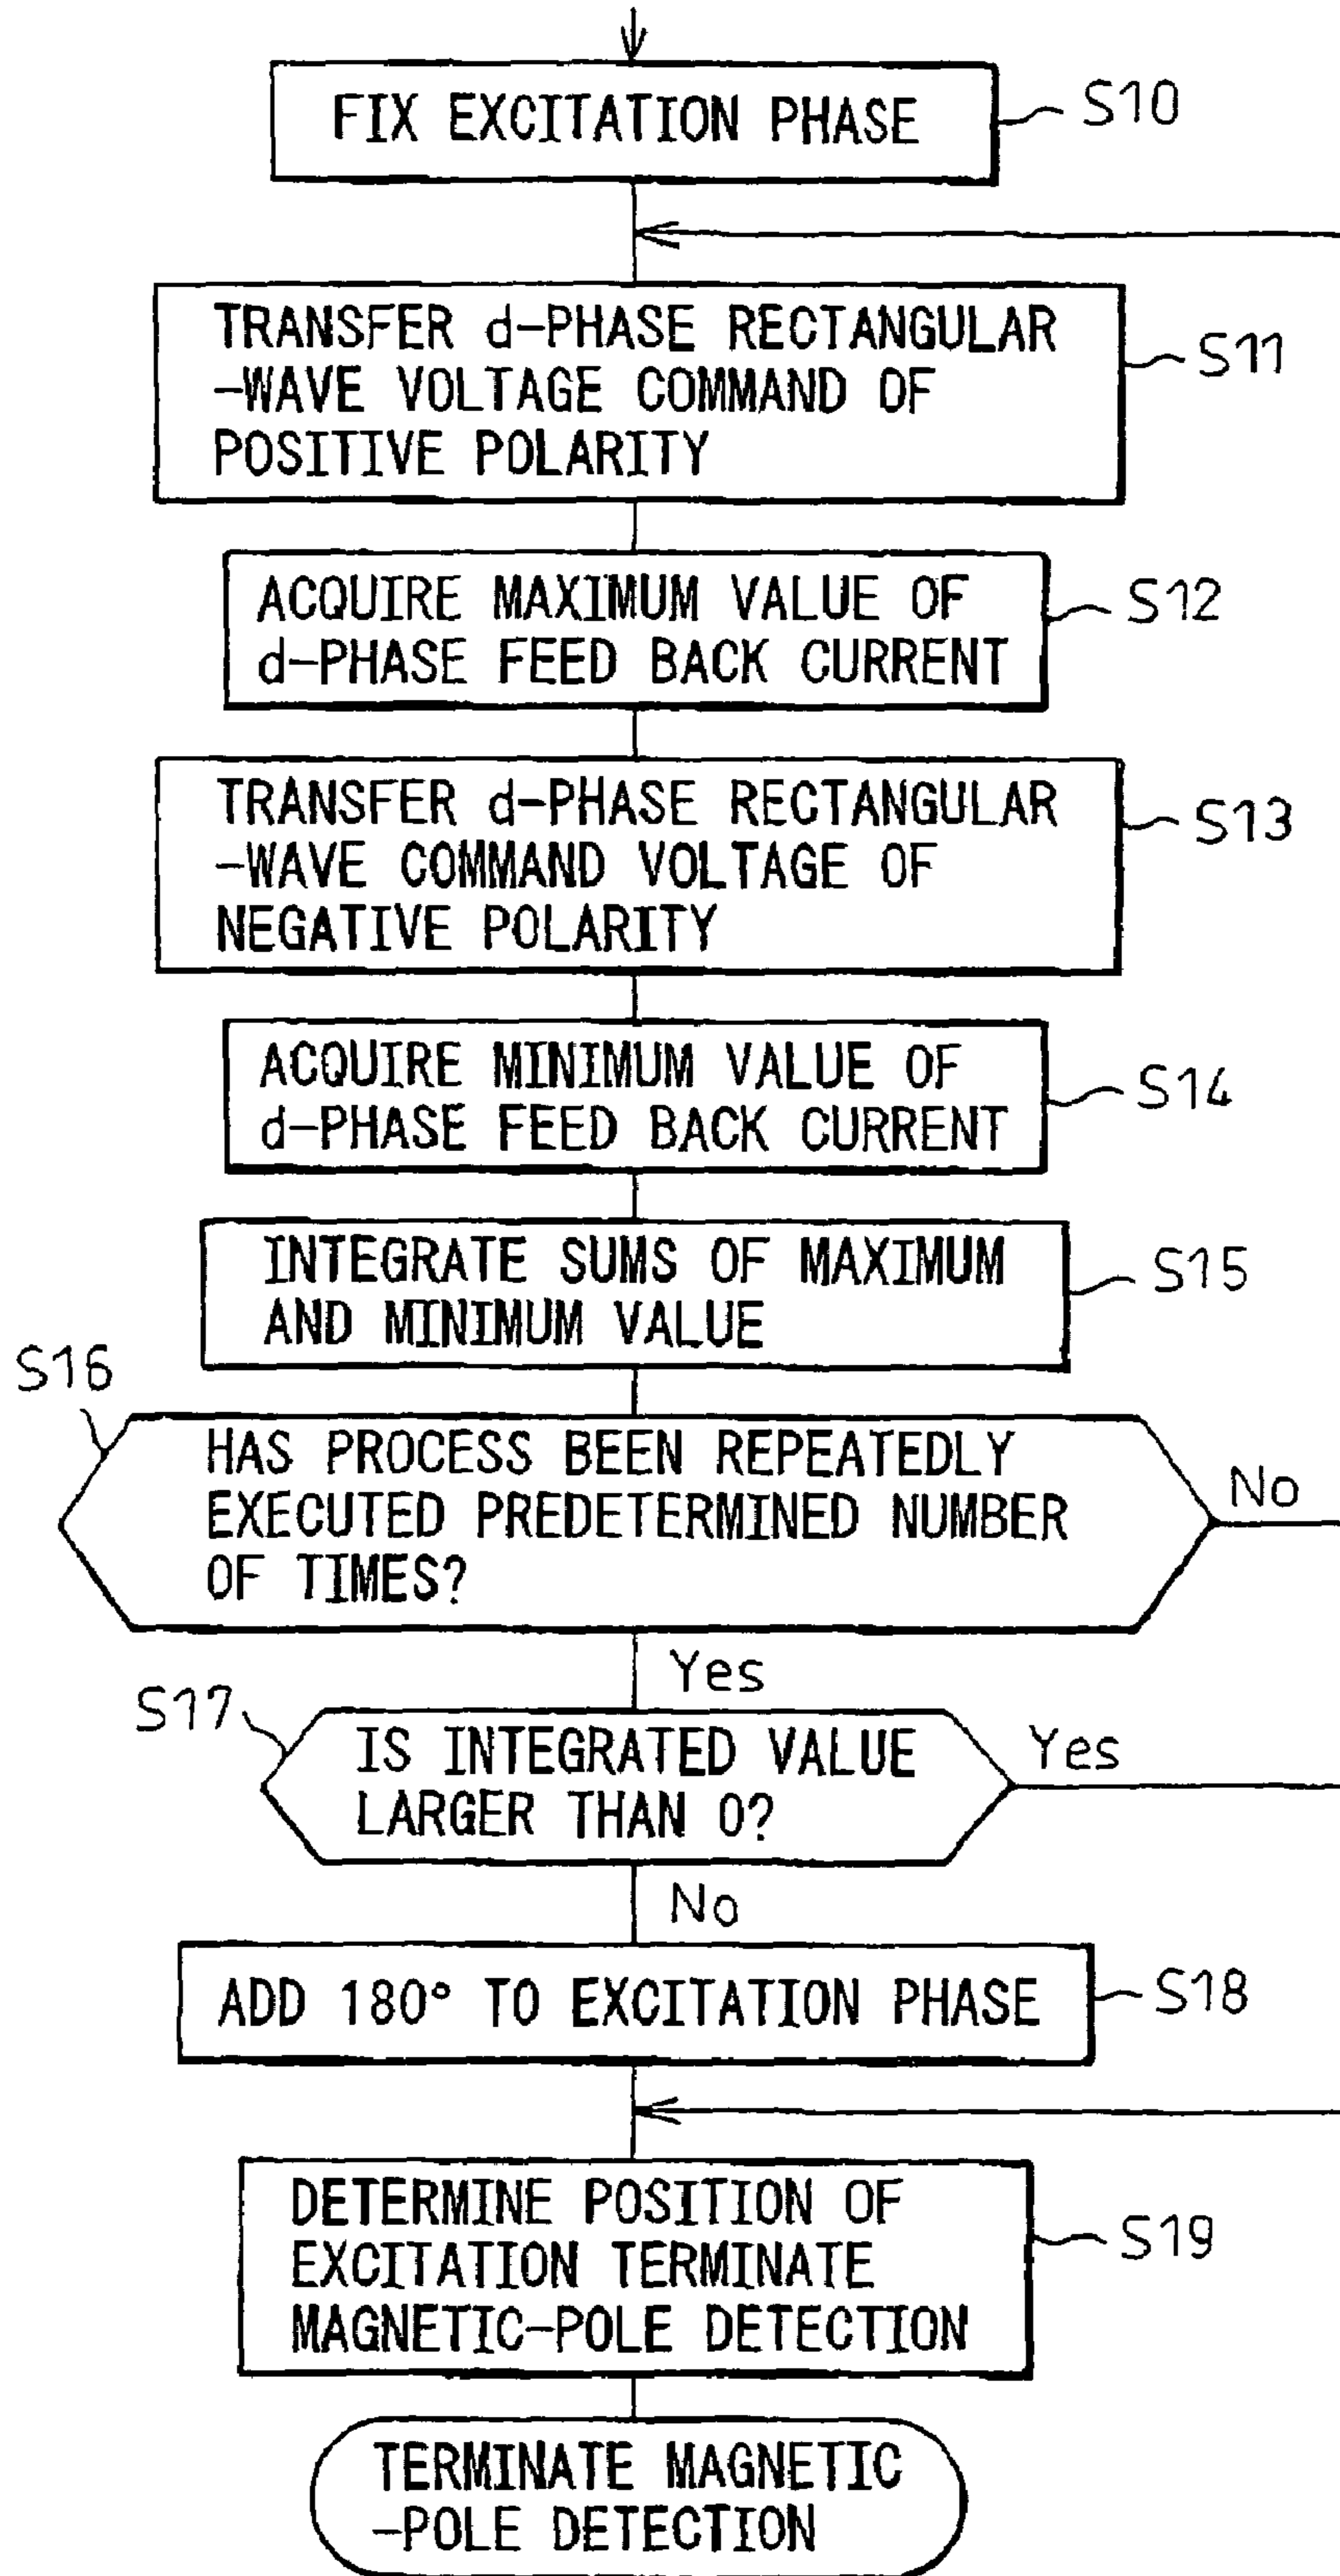 FIX EXCITATION PHASE
S10
TRANSFER d-PHASE RECTANGULAR
-WAVE VOLTAGE COMMAND OF
POSITIVE POLARITY
S11
ACQUIRE MAXIMUM VALUE OF
d-PHASE FEED BACK CURRENT
S12
TRANSFER d-PHASE RECTANGULAR
-WAVE COMMAND VOLTAGE OF
NEGATIVE POLARITY
S13
ACQUIRE MINIMUM VALUE OF
d-PHASE FEED BACK CURRENT
S14
INTEGRATE SUMS OF MAXIMUM
AND MINIMUM VALUE
S15
S16
HAS PROCESS BEEN REPEATEDLY
EXECUTED PREDETERMINED NUMBER
OF TIMES?
No
Yes
S17
IS INTEGRATED VALUE
LARGER THAN 0?
Yes
No
ADD 180° TO EXCITATION PHASE
S18
DETERMINE POSITION OF
EXCITATION TERMINATE
MAGNETIC-POLE DETECTION
S19
TERMINATE MAGNETIC
-POLE DETECTION